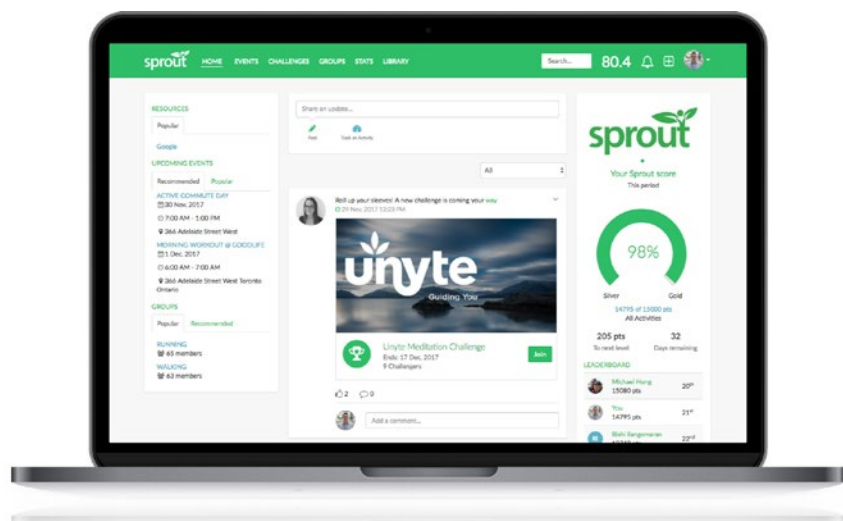 sprout HOME EVENTS CHALLENGES GROUPS STATS LIBRARY Search... 80.4
RESOURCES
Popular
Google
UPCOMING EVENTS
Recommended Popular
ACTIVE COMMUTE DAY
30 Nov, 2017
7:00 AM - 1:00 PM
366 Adelaide Street West
MORNING WORKOUT @ GOODLIFE
1 Dec, 2017
6:00 AM - 7:00 AM
366 Adelaide Street West Toronto
Ontario
GROUPS
Popular Recommended
RUNNING
65 members
WALKING
63 members
Share an update...
Post Track an Activity
All
Roll up your sleeves! A new challenge is coming your way
29 Nov, 2017 12:03 PM
unyte
Guiding You
Unyte Meditation Challenge
Ends: 17 Dec, 2017
9 Challengers
Join
2 0
Add a comment...
sprout
Your Sprout score
This period
98%
Silver Gold
14795 of 15000 pts
All Activities
205 pts 32
To next level Days remaining
LEADERBOARD
Michael Hong
15080 pts
20th
You
14795 pts
21st
22nd